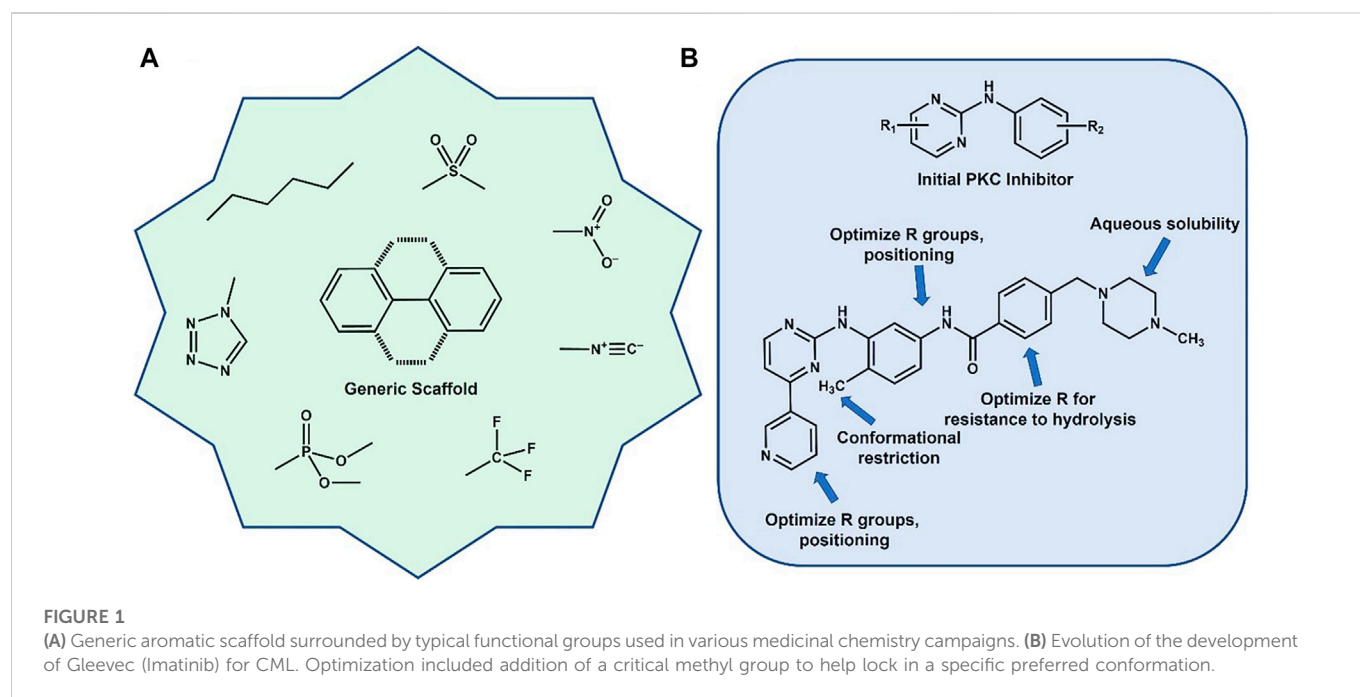 A
O O
S
O
N+
O-
N
N
N
N
N+ C-
Generic Scaffold
O
P
O
O
F
F
C
F
B
H
N
N
R1
R2
N
Initial PKC Inhibitor
Aqueous solubility
Optimize R groups,
positioning
N
N
CH3
H
N
H
N
O
N
N
H3C
N
Optimize R for
resistance to hydrolysis
Conformational
restriction
Optimize R groups,
positioning
FIGURE 1
(A) Generic aromatic scaffold surrounded by typical functional groups used in various medicinal chemistry campaigns. (B) Evolution of the development
of Gleevec (Imatinib) for CML. Optimization included addition of a critical methyl group to help lock in a specific preferred conformation.